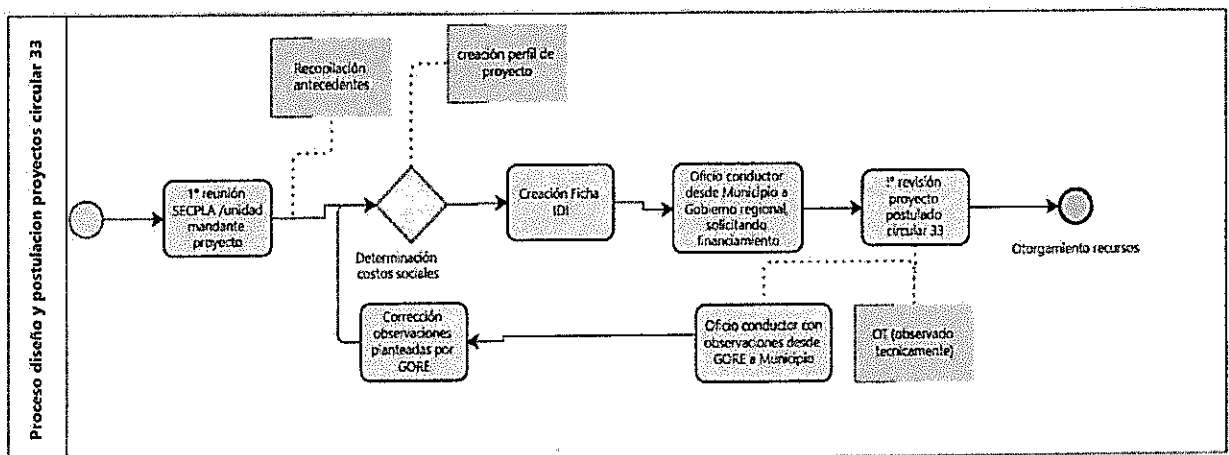 Proceso diseño y postulacion proyectos circular 33
Recopilación
antecedentes
creación perfil de
proyecto
1° reunión
SECPLA /unidad
mandante
proyecto
Determinación
costos sociales
Creación Ficha
IDI
Oficio conductor
desde Municipio a
Gobierno regional,
solicitando
financiamiento
1° revisión
proyecto
postulado
circular 33
Otorgamiento recursos
Corrección
observaciones
planteadas por
GORE
Oficio conductor con
observaciones desde
GORE a Municipio
OT (observado
tecnicamente)